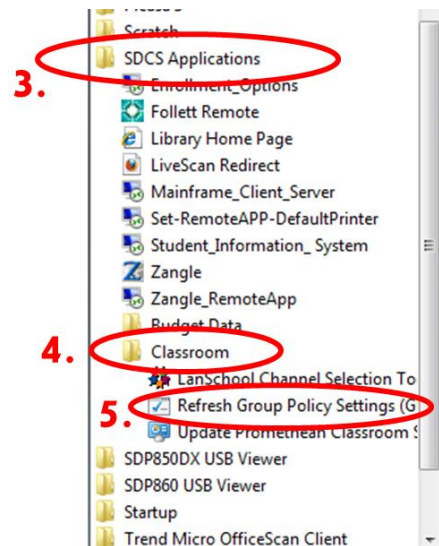 Scratch
3. SDCS Applications
Enrollment_Options
Follett Remote
Library Home Page
LiveScan Redirect
Mainframe_Client_Server
Set-RemoteAPP-DefaultPrinter
Student_Information_ System
Zangle
Zangle_RemoteApp
Budget Data
4. Classroom
LanSchool Channel Selection To
5. Refresh Group Policy Settings (G
Update Promethean Classroom S
SDP850DX USB Viewer
SDP860 USB Viewer
Startup
Trend Micro OfficeScan Client